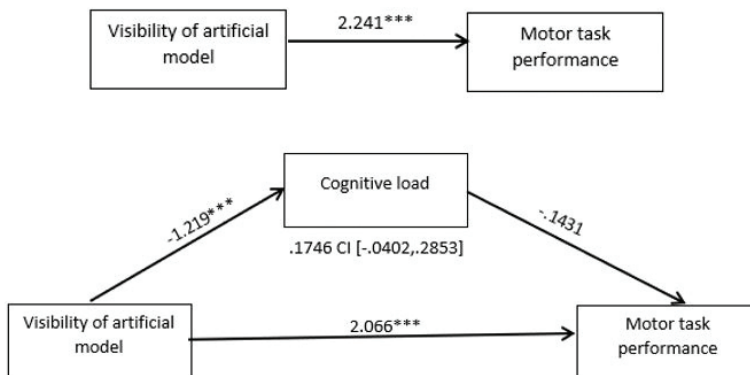 Visibility of artificial
model
2.241***
Motor task
performance
Cognitive load
-1.219***
-.1431
.1746 CI [-.0402,.2853]
Visibility of artificial
model
2.066***
Motor task
performance